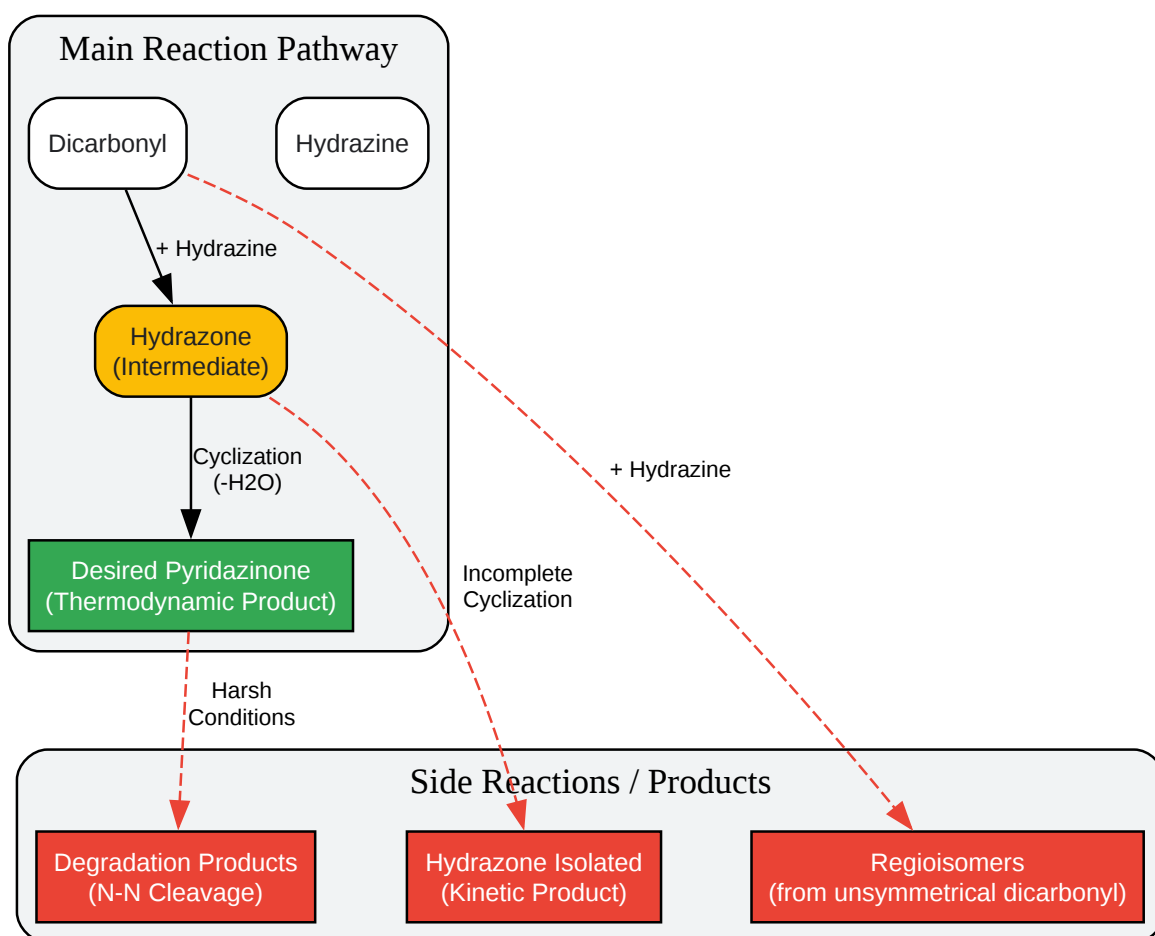 Main Reaction Pathway
Dicarbonyl
Hydrazine
+ Hydrazine
Hydrazone
(Intermediate)
Cyclization
(-H2O)
+ Hydrazine
Desired Pyridazinone
(Thermodynamic Product)
Incomplete
Cyclization
Harsh
Conditions
Side Reactions / Products
Degradation Products
(N-N Cleavage)
Hydrazone Isolated
(Kinetic Product)
Regioisomers
(from unsymmetrical dicarbonyl)